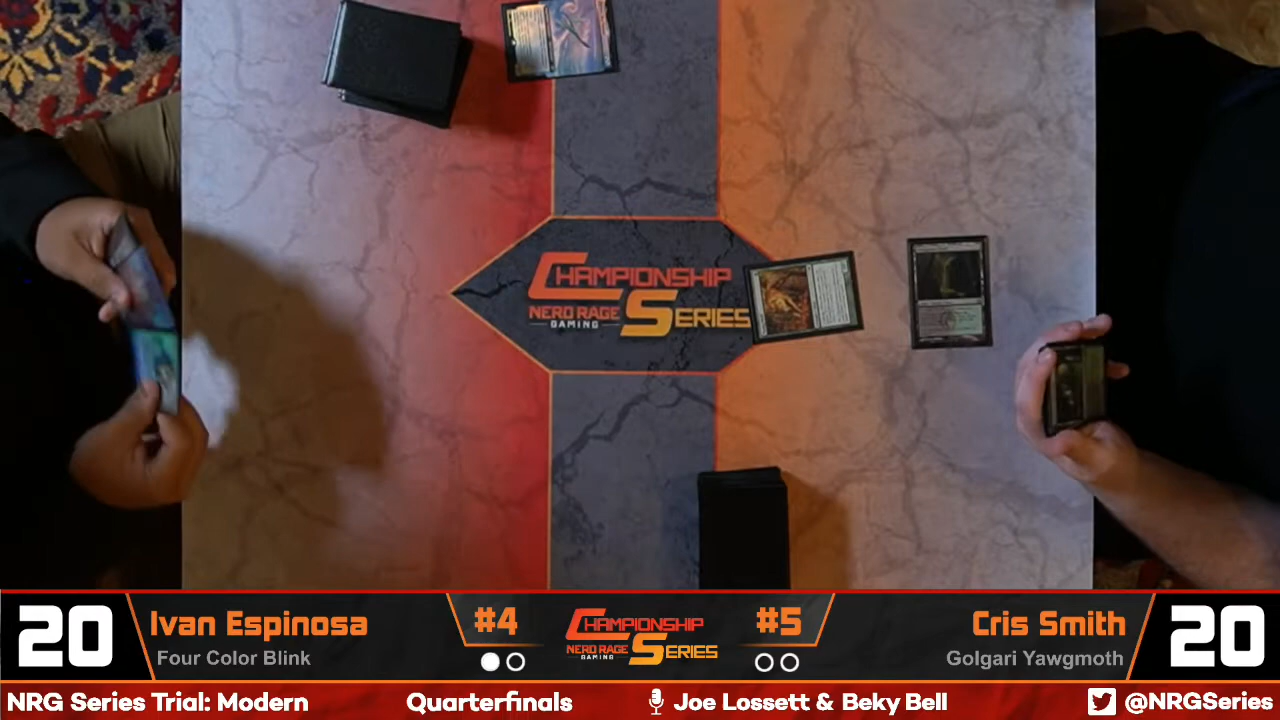 CHAMPIONSHIP
NERD RAGE
GAMING
SERIES
20
Ivan Espinosa
Four Color Blink
#4
CHAMPIONSHIP
NERD RAGE
GAMING
SERIES
#5
Cris Smith
Golgari Yawgmoth
20
NRG Series Trial: Modern
Quarterfinals
Joe Lossett & Beky Bell
@NRGSeries